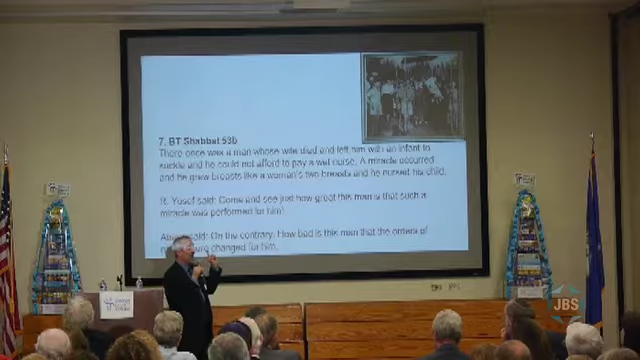 7. BT Shabbat 53b
There once was a man whose wife died and left him with an infant to
suckle and he could not afford to pay a wet nurse. A miracle occurred
and he grew breasts like a woman's two breasts and he nursed his child.
R. Yosef said: Come and see just how great this man is that such a
miracle was performed for him!
said: On the contrary. How bad is this man that the orders of
were changed for him.
JBS